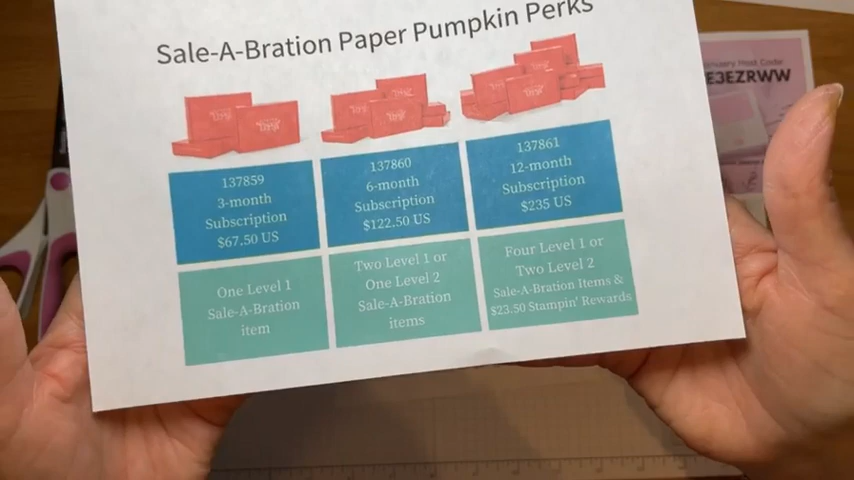 Sale-A-Bration Paper Pumpkin Perks
137859
3-month
Subscription
$67.50 US
137860
6-month
Subscription
$122.50 US
137861
12-month
Subscription
$235 US
One Level 1
Sale-A-Bration
item
Two Level 1 or
One Level 2
Sale-A-Bration
items
Four Level 1 or
Two Level 2
Sale-A-Bration Items &
$23.50 Stampin' Rewards
Host Code
E3EZRWW